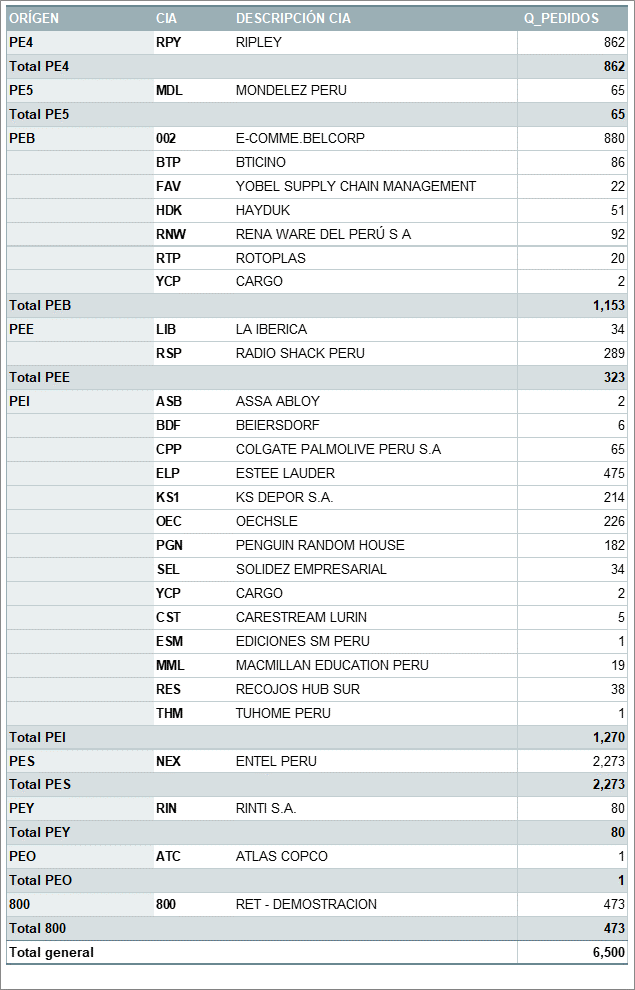 ORÍGEN CIA DESCRIPCIÓN CIA Q_PEDIDOS
PE4 RPY RIPLEY 862
Total PE4 862
PE5 MDL MONDELEZ PERU 65
Total PE5 65
PEB 002 E-COMME.BELCORP 880
BTP BTICINO 86
FAV YOBEL SUPPLY CHAIN MANAGEMENT 22
HDK HAYDUK 51
RNW RENA WARE DEL PERÚ S A 92
RTP ROTOPLAS 20
YCP CARGO 2
Total PEB 1,153
PEE LIB LA IBERICA 34
RSP RADIO SHACK PERU 289
Total PEE 323
PEI ASB ASSA ABLOY 2
BDF BEIERSDORF 6
CPP COLGATE PALMOLIVE PERU S.A 65
ELP ESTEE LAUDER 475
KS1 KS DEPOR S.A. 214
OEC OECHSLE 226
PGN PENGUIN RANDOM HOUSE 182
SEL SOLIDEZ EMPRESARIAL 34
YCP CARGO 2
CST CARESTREAM LURIN 5
ESM EDICIONES SM PERU 1
MML MACMILLAN EDUCATION PERU 19
RES RECOJOS HUB SUR 38
THM TUHOME PERU 1
Total PEI 1,270
PES NEX ENTEL PERU 2,273
Total PES 2,273
PEY RIN RINTI S.A. 80
Total PEY 80
PEO ATC ATLAS COPCO 1
Total PEO 1
800 800 RET - DEMOSTRACION 473
Total 800 473
Total general 6,500